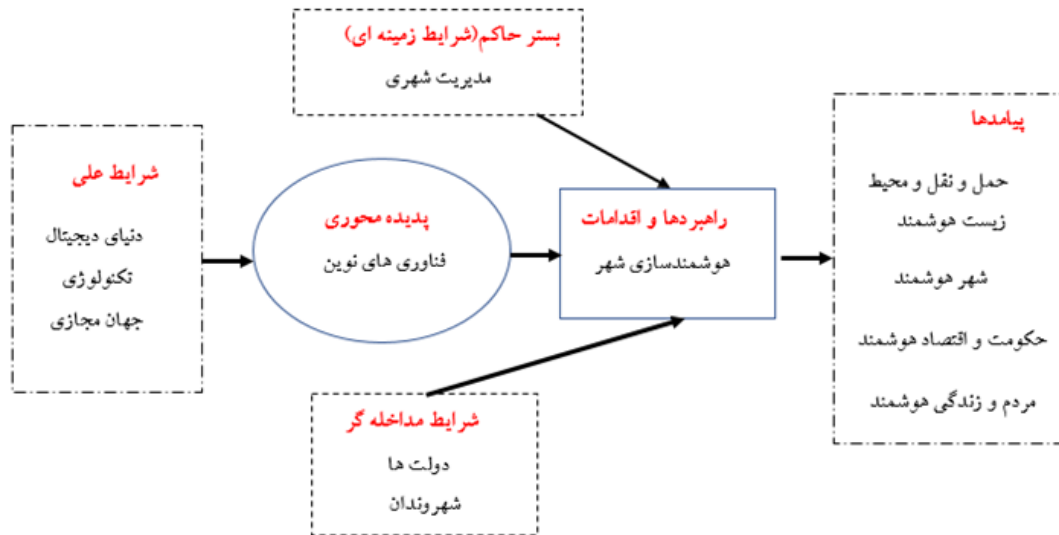 بستر حاکم(شرایط زمینه ای)
مدیریت شهری
شرایط علی
دنیای دیجیتال
تکنولوژی
جهان مجازی
پدیده محوری
فناوری های نوین
راهبردها و اقدامات
هوشمندسازی شهر
شرایط مداخله گر
دولت ها
شهروندان
پیامدها
حمل و نقل و محیط
زیست هوشمند
شهر هوشمند
حکومت و اقتصاد هوشمند
مردم و زندگی هوشمند